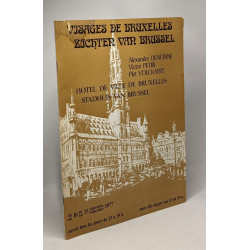 VISAGES DE BRUXELLES
ZICHTEN VAN BRUSSEL
Alexandre DENONNE
Victor PETRE
Piet VOLCKAERT
HOTEL DE VILLE DE BRUXELLES
STADHUIS VAN BRUSSEL
1977